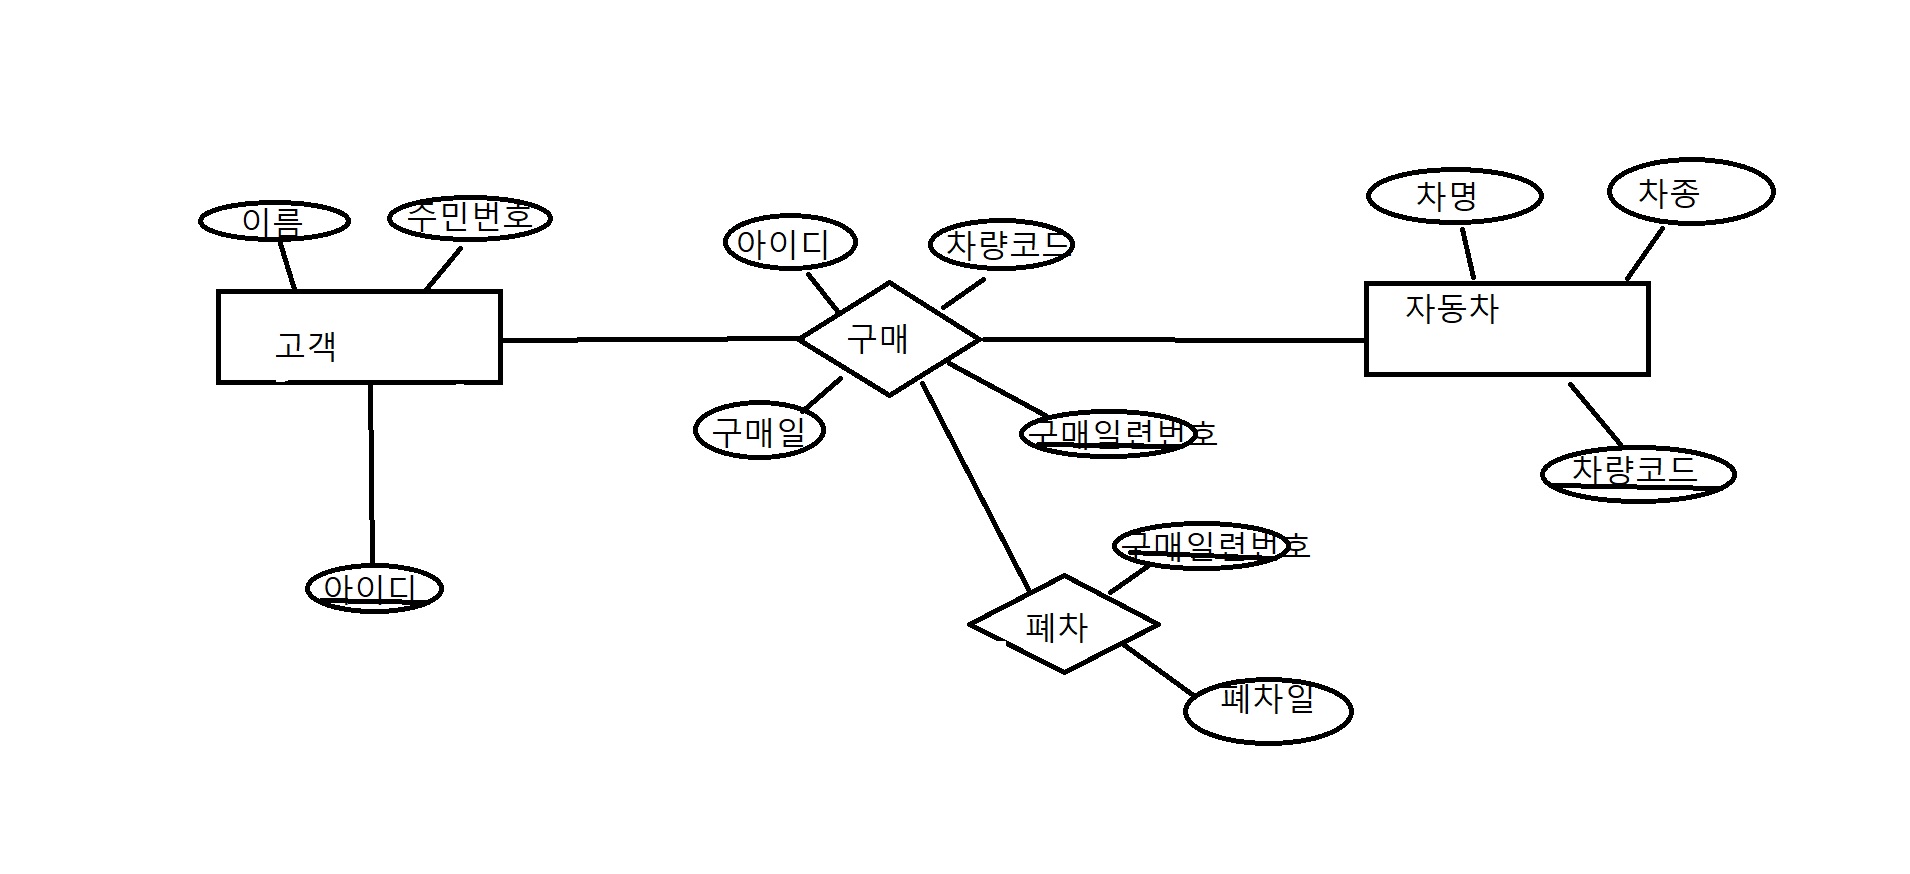 이름
주민번호
고객
아이디
아이디
차량코드
구매
구매일
구매일련번호
차명
차종
자동차
차량코드
구매일련번호
폐차
폐차일